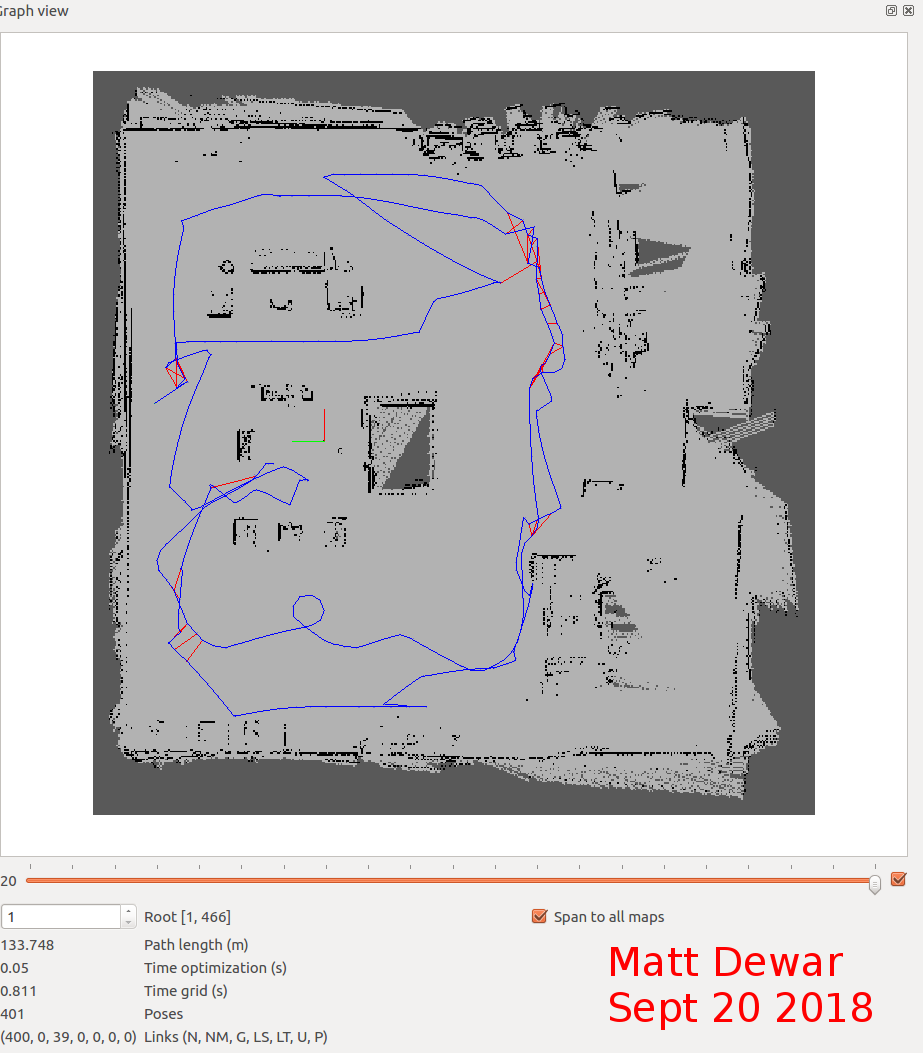 Graph view
20
1
Root [1, 466]
Span to all maps
133.748 Path length (m)
0.05 Time optimization (s)
0.811 Time grid (s)
401 Poses
(400, 0, 39, 0, 0, 0, 0) Links (N, NM, G, LS, LT, U, P)
Matt Dewar
Sept 20 2018